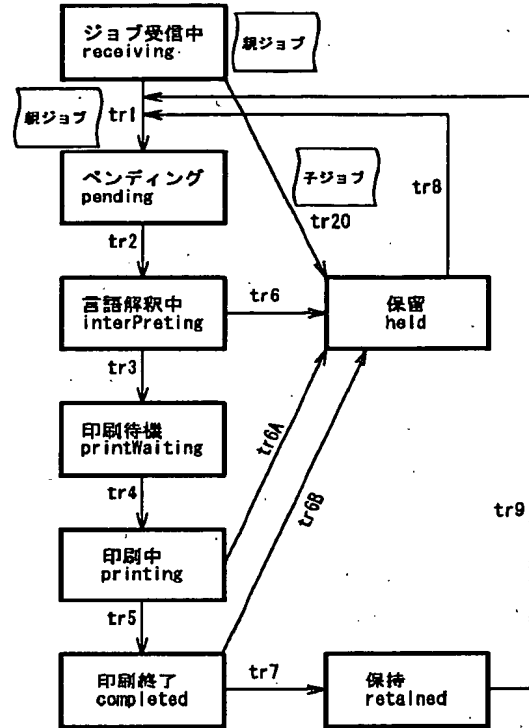 ジョブ受信中
receiving
親ジョブ
親ジョブ
tr1
ペンディング
pending
子ジョブ
tr20
tr8
tr2
言語解釈中
interPreting
tr6
保留
held
tr3
印刷待機
printWaiting
tr6A
tr6B
tr4
tr9
印刷中
printing
tr5
印刷終了
completed
tr7
保持
retained